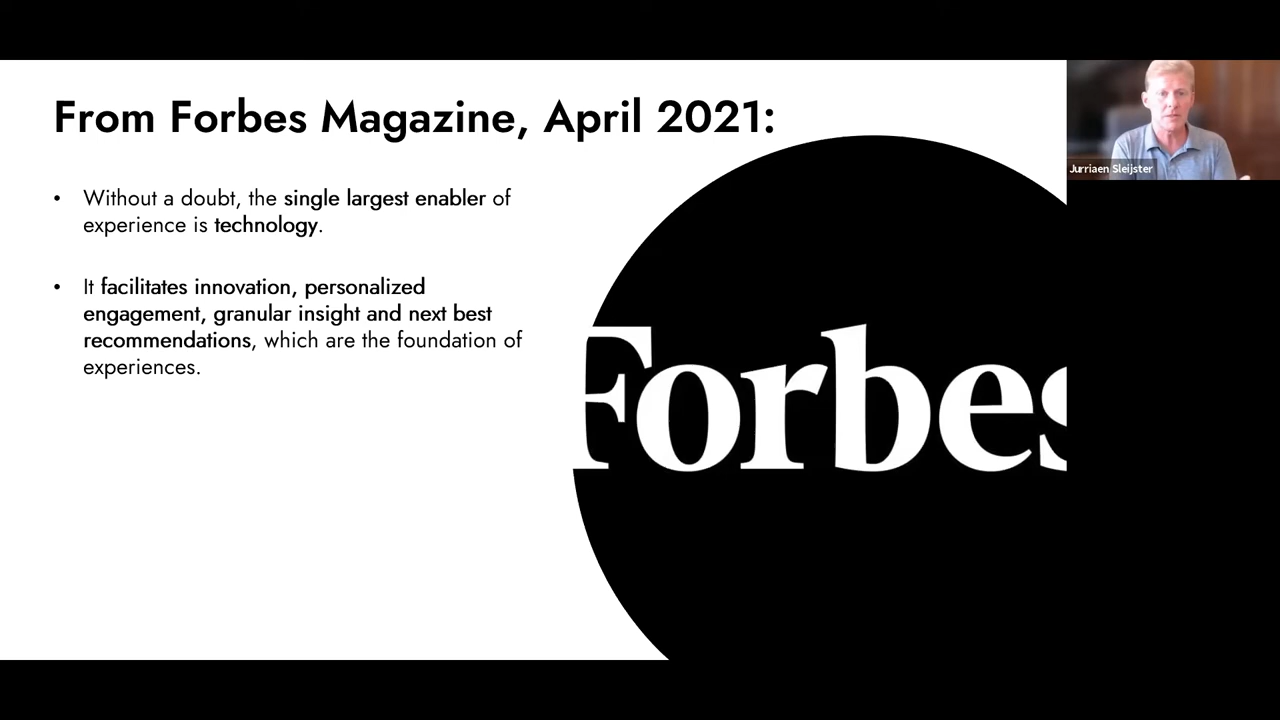 From Forbes Magazine, April 2021:
Jurriaen Sleijster
• Without a doubt, the single largest enabler of
experience is technology.
• It facilitates innovation, personalized
engagement, granular insight and next best
recommendations, which are the foundation of
experiences.
Forbes